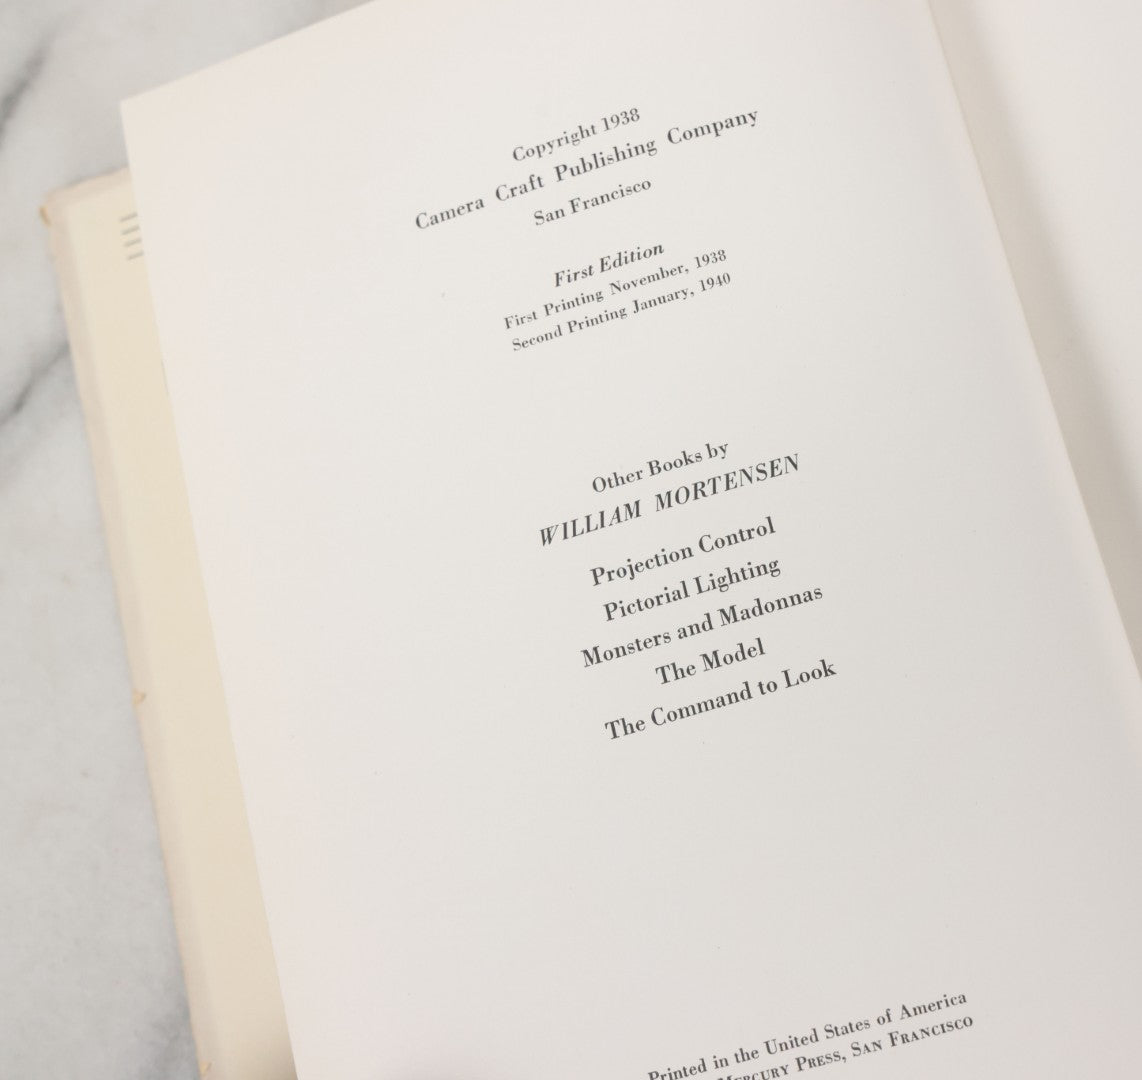 Copyright 1938
Camera Craft Publishing Company
San Francisco
First Edition
First Printing November, 1938
Second Printing January, 1940
Other Books by
WILLIAM MORTENSEN
Projection Control
Pictorial Lighting
Monsters and Madonnas
The Model
The Command to Look
Printed in the United States of America
Mercury Press, San Francisco